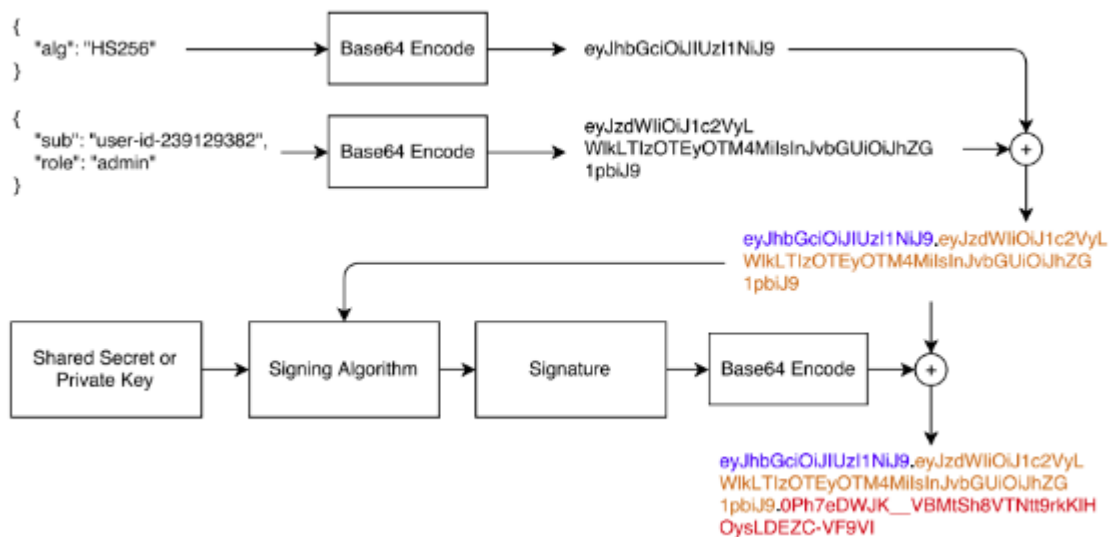 {
"alg": "HS256"
}
Base64 Encode
eyJhbGciOiJIUzI1NiJ9
{
"sub": "user-id-239129382",
"role": "admin"
}
Base64 Encode
eyJzdWIiOiJ1c2VyL
WlkLTIzOTEyOTM4MiIsInJvbGUiOiJhZG
1pbiJ9
+
eyJhbGciOiJIUzI1NiJ9.eyJzdWIiOiJ1c2VyL
WlkLTIzOTEyOTM4MiIsInJvbGUiOiJhZG
1pbiJ9
Shared Secret or
Private Key
Signing Algorithm
Signature
Base64 Encode
+
eyJhbGciOiJIUzI1NiJ9.eyJzdWIiOiJ1c2VyL
WlkLTIzOTEyOTM4MiIsInJvbGUiOiJhZG
1pbiJ9.0Ph7eDWJK__VBMtSh8VTNtt9rkKIH
OysLDEZC-VF9VI